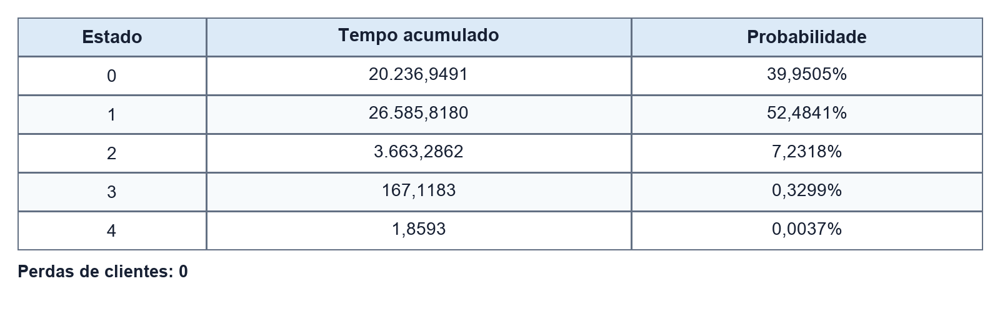 Estado Tempo acumulado Probabilidade
0 20.236,9491 39,9505%
1 26.585,8180 52,4841%
2 3.663,2862 7,2318%
3 167,1183 0,3299%
4 1,8593 0,0037%
Perdas de clientes: 0